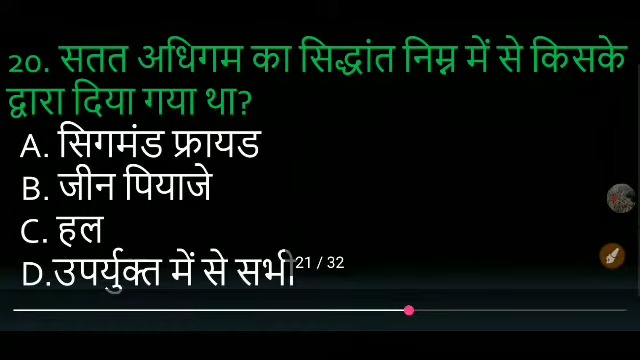 20. सतत अधिगम का सिद्धांत निम्न में से किसके
द्वारा दिया गया था?
A. सिगमंड फ्रायड
B. जीन पियाजे
C. हल
D.उपर्युक्त में से सभी
21 / 32